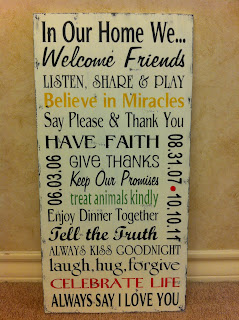 In Our Home We...
Welcome Friends
LISTEN, SHARE & PLAY
Believe in Miracles
Say Please & Thank You
HAVE FAITH
GIVE THANKS
Keep Our Promises
treat animals kindly
06.03.06
08.31.07 • 10.10.11
Enjoy Dinner Together
Tell the Truth
ALWAYS KISS GOODNIGHT
laugh, hug, forgive
CELEBRATE LIFE
ALWAYS SAY I LOVE YOU